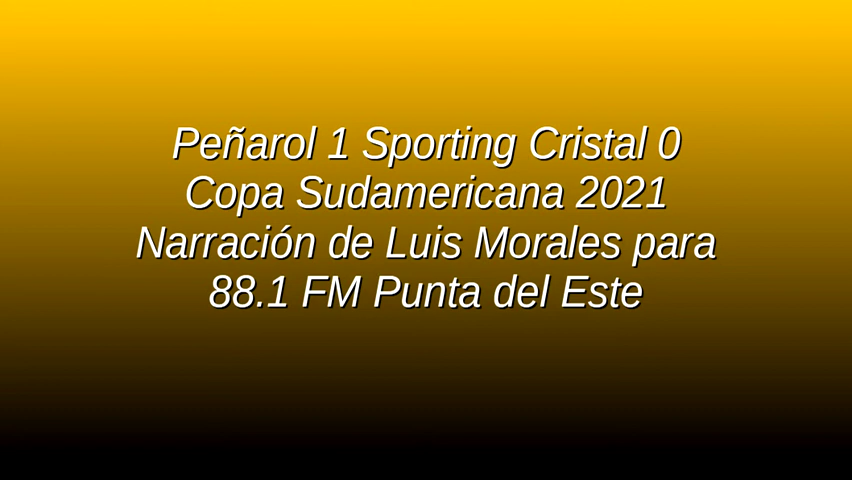 Peñarol 1 Sporting Cristal 0
Copa Sudamericana 2021
Narración de Luis Morales para
88.1 FM Punta del Este